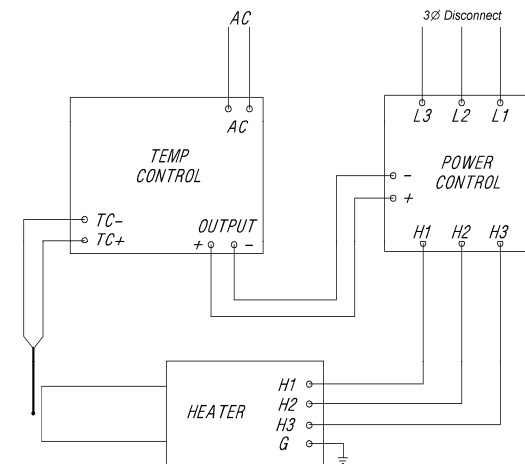 AC
3Ø Disconnect
AC
L3 L2 L1
TEMP
CONTROL
POWER
CONTROL
-
+
TC-
TC+
OUTPUT
+ -
H1 H2 H3
HEATER
H1
H2
H3
G